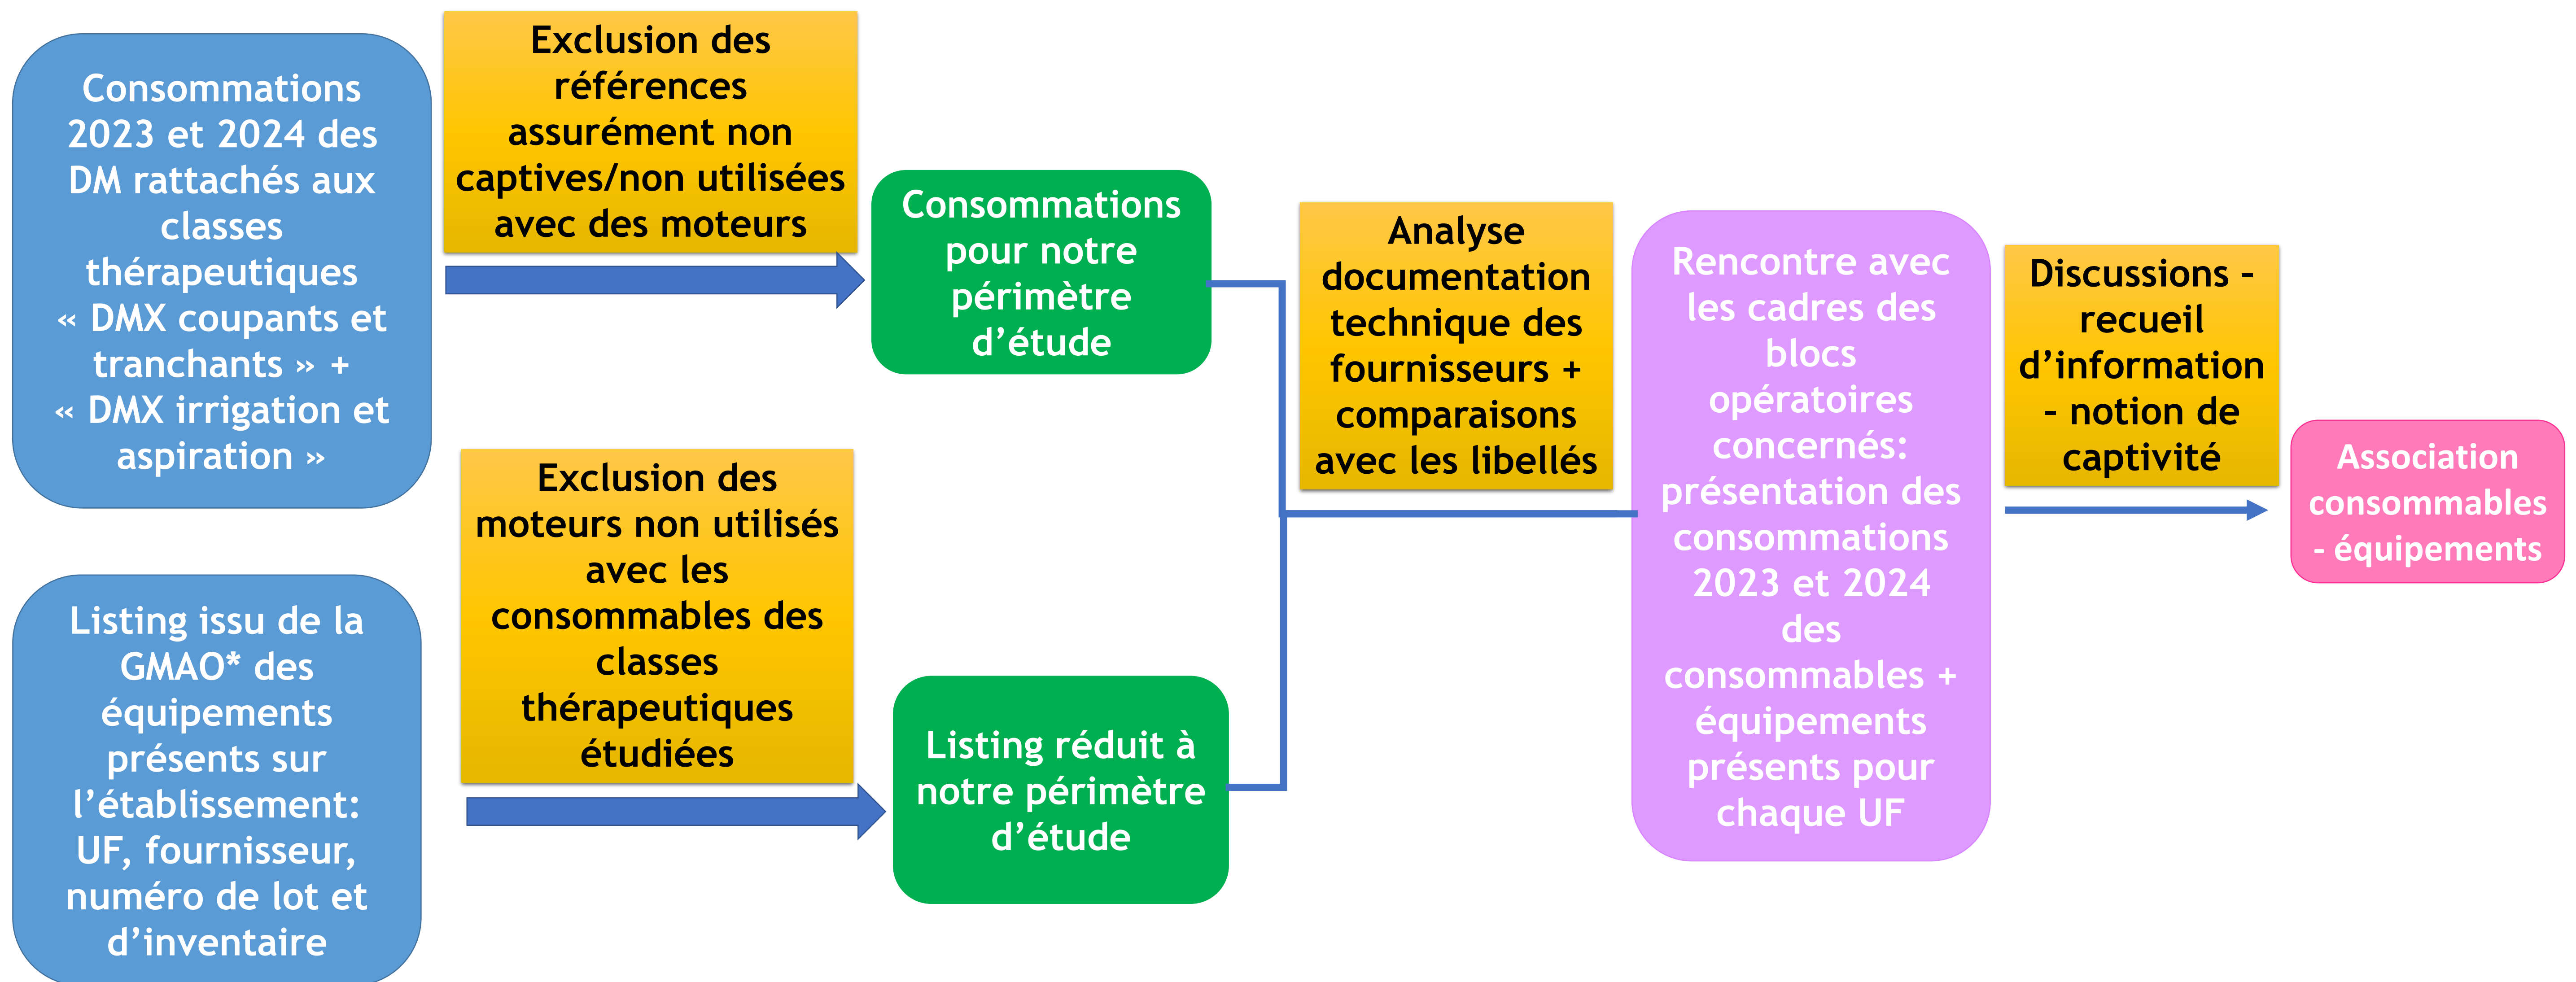 Consommations
2023 et 2024 des
DM rattachés aux
classes
thérapeutiques
« DMX coupants et
tranchants » +
« DMX irrigation et
aspiration »
Exclusion des
références
assurément non
captives/non utilisées
avec des moteurs
Consommations
pour notre
périmètre
d’étude
Listing issu de la
GMAO* des
équipements
présents sur
l’établissement:
UF, fournisseur,
numéro de lot et
d’inventaire
Exclusion des
moteurs non utilisés
avec les
consommables des
classes
thérapeutiques
étudiées
Listing réduit à
notre périmètre
d’étude
Analyse
documentation
technique des
fournisseurs +
comparaisons
avec les libellés
Rencontre avec
les cadres des
blocs
opératoires
concernés:
présentation des
consommations
2023 et 2024
des
consommables +
équipements
présents pour
chaque UF
Discussions –
recueil
d’information
– notion de
captivité
Association
consommables
- équipements